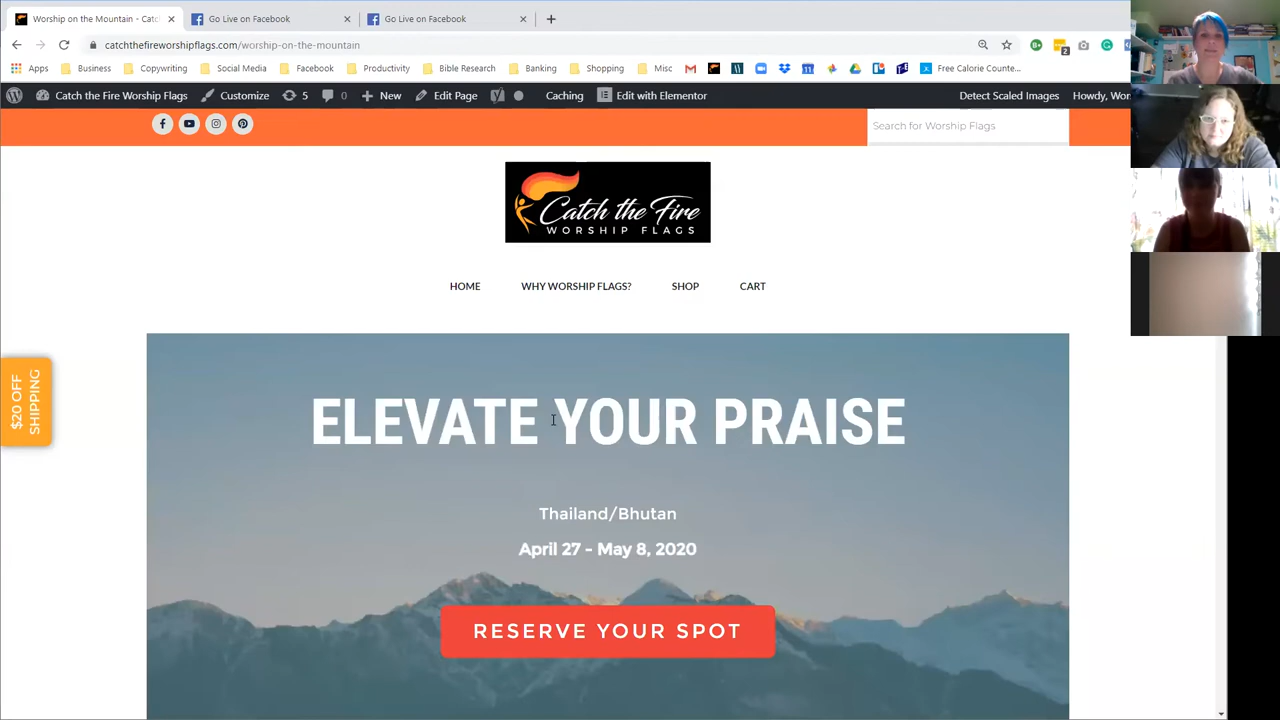 Worship on the Mountain - Catc
Go Live on Facebook
Go Live on Facebook
catchthefireworshipflags.com/worship-on-the-mountain
2
Apps
Business
Copywriting
Social Media
Facebook
Productivity
Bible Research
Banking
Shopping
Misc
Free Calorie Counte...
Catch the Fire Worship Flags
Customize
5
0
New
Edit Page
Caching
Edit with Elementor
Detect Scaled Images
Howdy, Wor
Search for Worship Flags
Catch the Fire
WORSHIP FLAGS
HOME
WHY WORSHIP FLAGS?
SHOP
CART
$20 OFF
SHIPPING
ELEVATE YOUR PRAISE
Thailand/Bhutan
April 27 - May 8, 2020
RESERVE YOUR SPOT